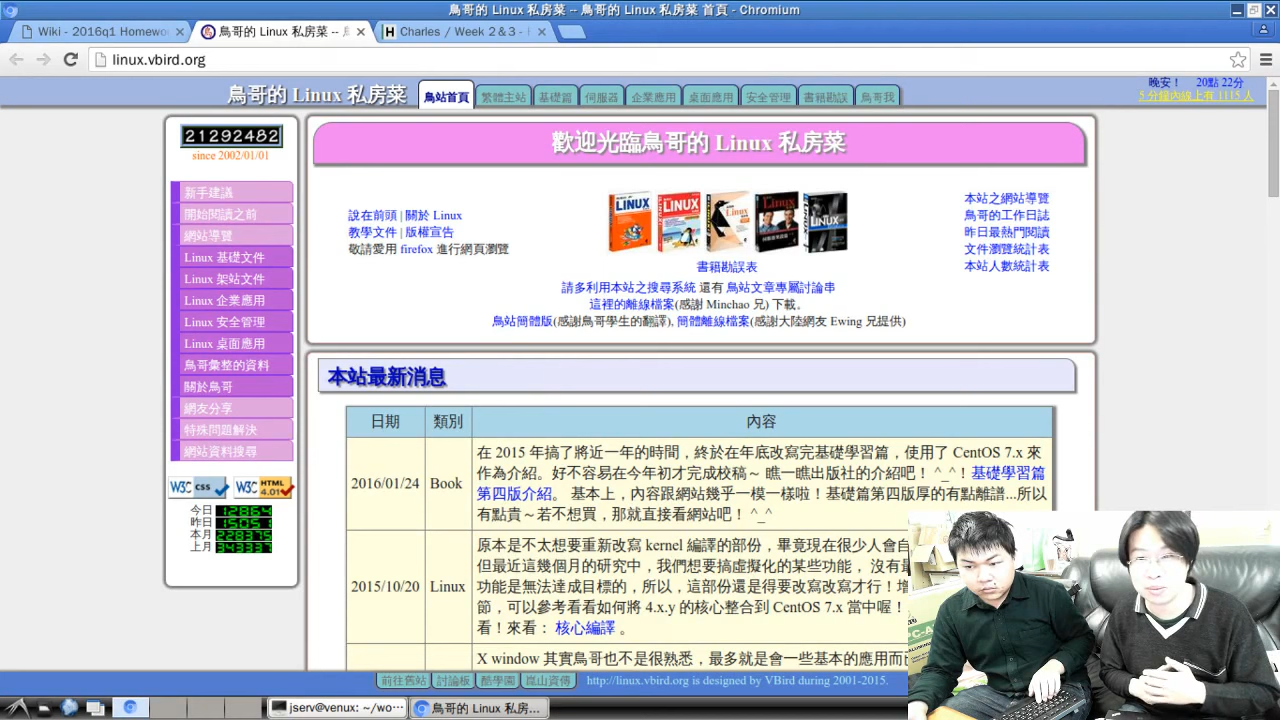 鳥哥的 Linux 私房菜 -- 鳥哥的 Linux 私房菜 首頁 - Chromium
Wiki - 2016q1 Homewo
鳥哥的 Linux 私房菜 --
Charles / Week 2＆3 -
linux.vbird.org
鳥哥的 Linux 私房菜
鳥站首頁
繁體主站
基礎篇
伺服器
企業應用
桌面應用
安全管理
書籍勘誤
鳥哥我
晚安！ 20點 22分
5 分鐘內線上有 1115 人
21292482
since 2002/01/01
新手建議
開始閱讀之前
網站導覽
Linux 基礎文件
Linux 架站文件
Linux 企業應用
Linux 安全管理
Linux 桌面應用
鳥哥彙整的資料
關於鳥哥
網友分享
特殊問題解決
網站資料搜尋
W3C css
W3C HTML 4.01
今日 12864
昨日 15051
本月 228375
上月 343337
歡迎光臨鳥哥的 Linux 私房菜
說在前頭 | 關於 Linux
教學文件 | 版權宣告
敬請愛用 firefox 進行網頁瀏覽
書籍勘誤表
請多利用本站之搜尋系統 還有 鳥站文章專屬討論串
這裡的離線檔案(感謝 Minchao 兄) 下載。
鳥站簡體版(感謝鳥哥學生的翻譯), 簡體離線檔案(感謝大陸網友 Ewing 兄提供)
本站之網站導覽
鳥哥的工作日誌
昨日最熱門閱讀
文件瀏覽統計表
本站人數統計表
本站最新消息
日期 類別 內容
2016/01/24 Book
在 2015 年搞了將近一年的時間，終於在年底改寫完基礎學習篇，使用了 CentOS 7.x 來
作為介紹。好不容易在今年初才完成校稿～ 瞧一瞧出版社的介紹吧！ ^_^！基礎學習篇
第四版介紹。 基本上，內容跟網站幾乎一模一樣啦！基礎篇第四版厚的有點離譜...所以
有點貴～若不想買，那就直接看網站吧！ ^_^
2015/10/20 Linux
原本是不太想要重新改寫 kernel 編譯的部份，畢竟現在很少人會自
但最近這幾個月的研究中，我們想要搞虛擬化的某些功能， 沒有
功能是無法達成目標的，所以，這部份還是得要改寫改寫才行！
節，可以參考看看如何將 4.x.y 的核心整合到 CentOS 7.x 當中喔！
看！來看： 核心編譯 。
X window 其實鳥哥也不是很熟悉，最多就是會一些基本的應用而
前往舊站
討論板
酷學園
崑山資傳
http://linux.vbird.org is designed by VBird during 2001-2015.
jserv@venux: ~/wo...
鳥哥的 Linux 私房...